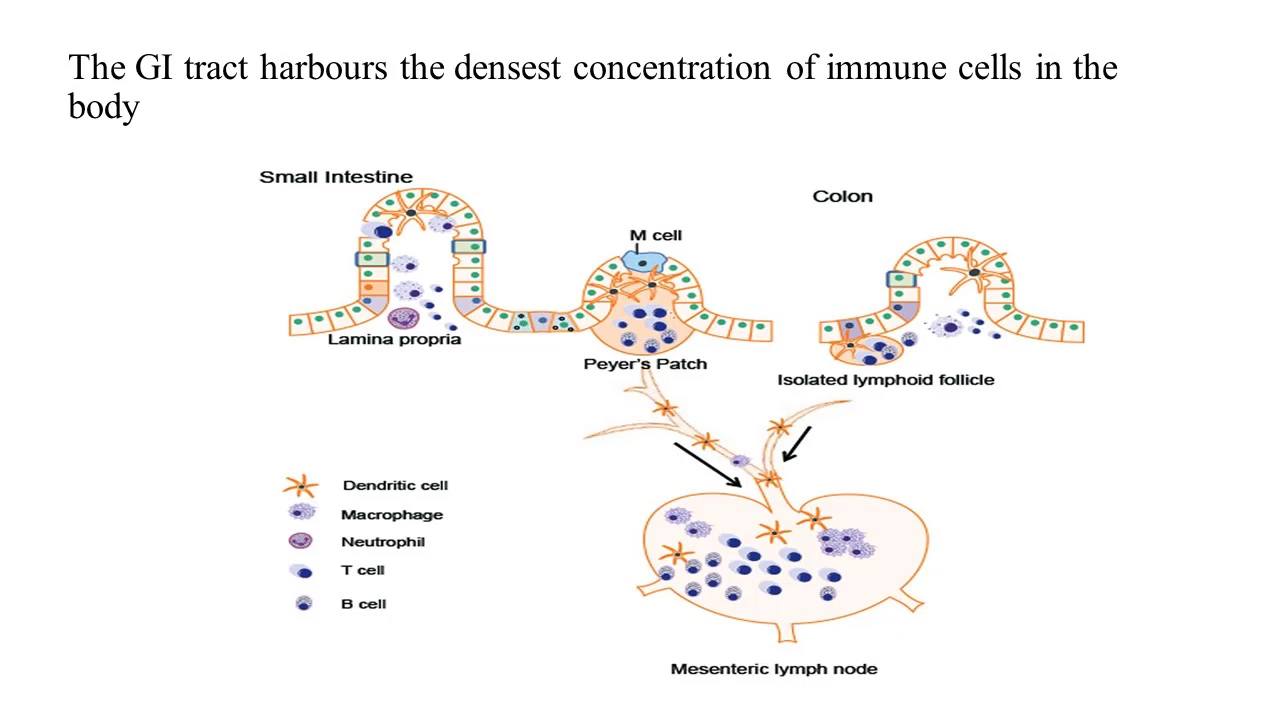 The GI tract harbours the densest concentration of immune cells in the
body
Small Intestine
Colon
M cell
Lamina propria
Peyer's Patch
Isolated lymphoid follicle
Dendritic cell
Macrophage
Neutrophil
T cell
B cell
Mesenteric lymph node